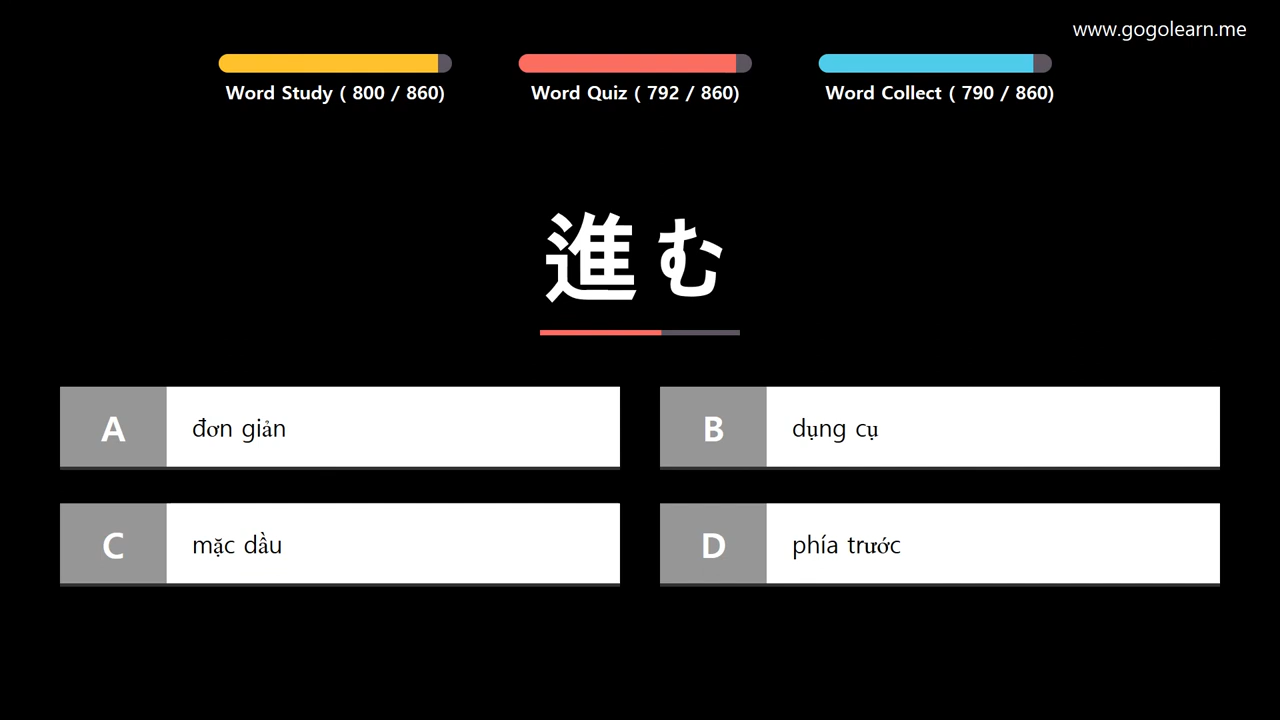 www.gogolearn.me
Word Study ( 800 / 860)
Word Quiz ( 792 / 860)
Word Collect ( 790 / 860)
進む
A
đơn giản
B
dụng cụ
C
mặc dầu
D
phía trước